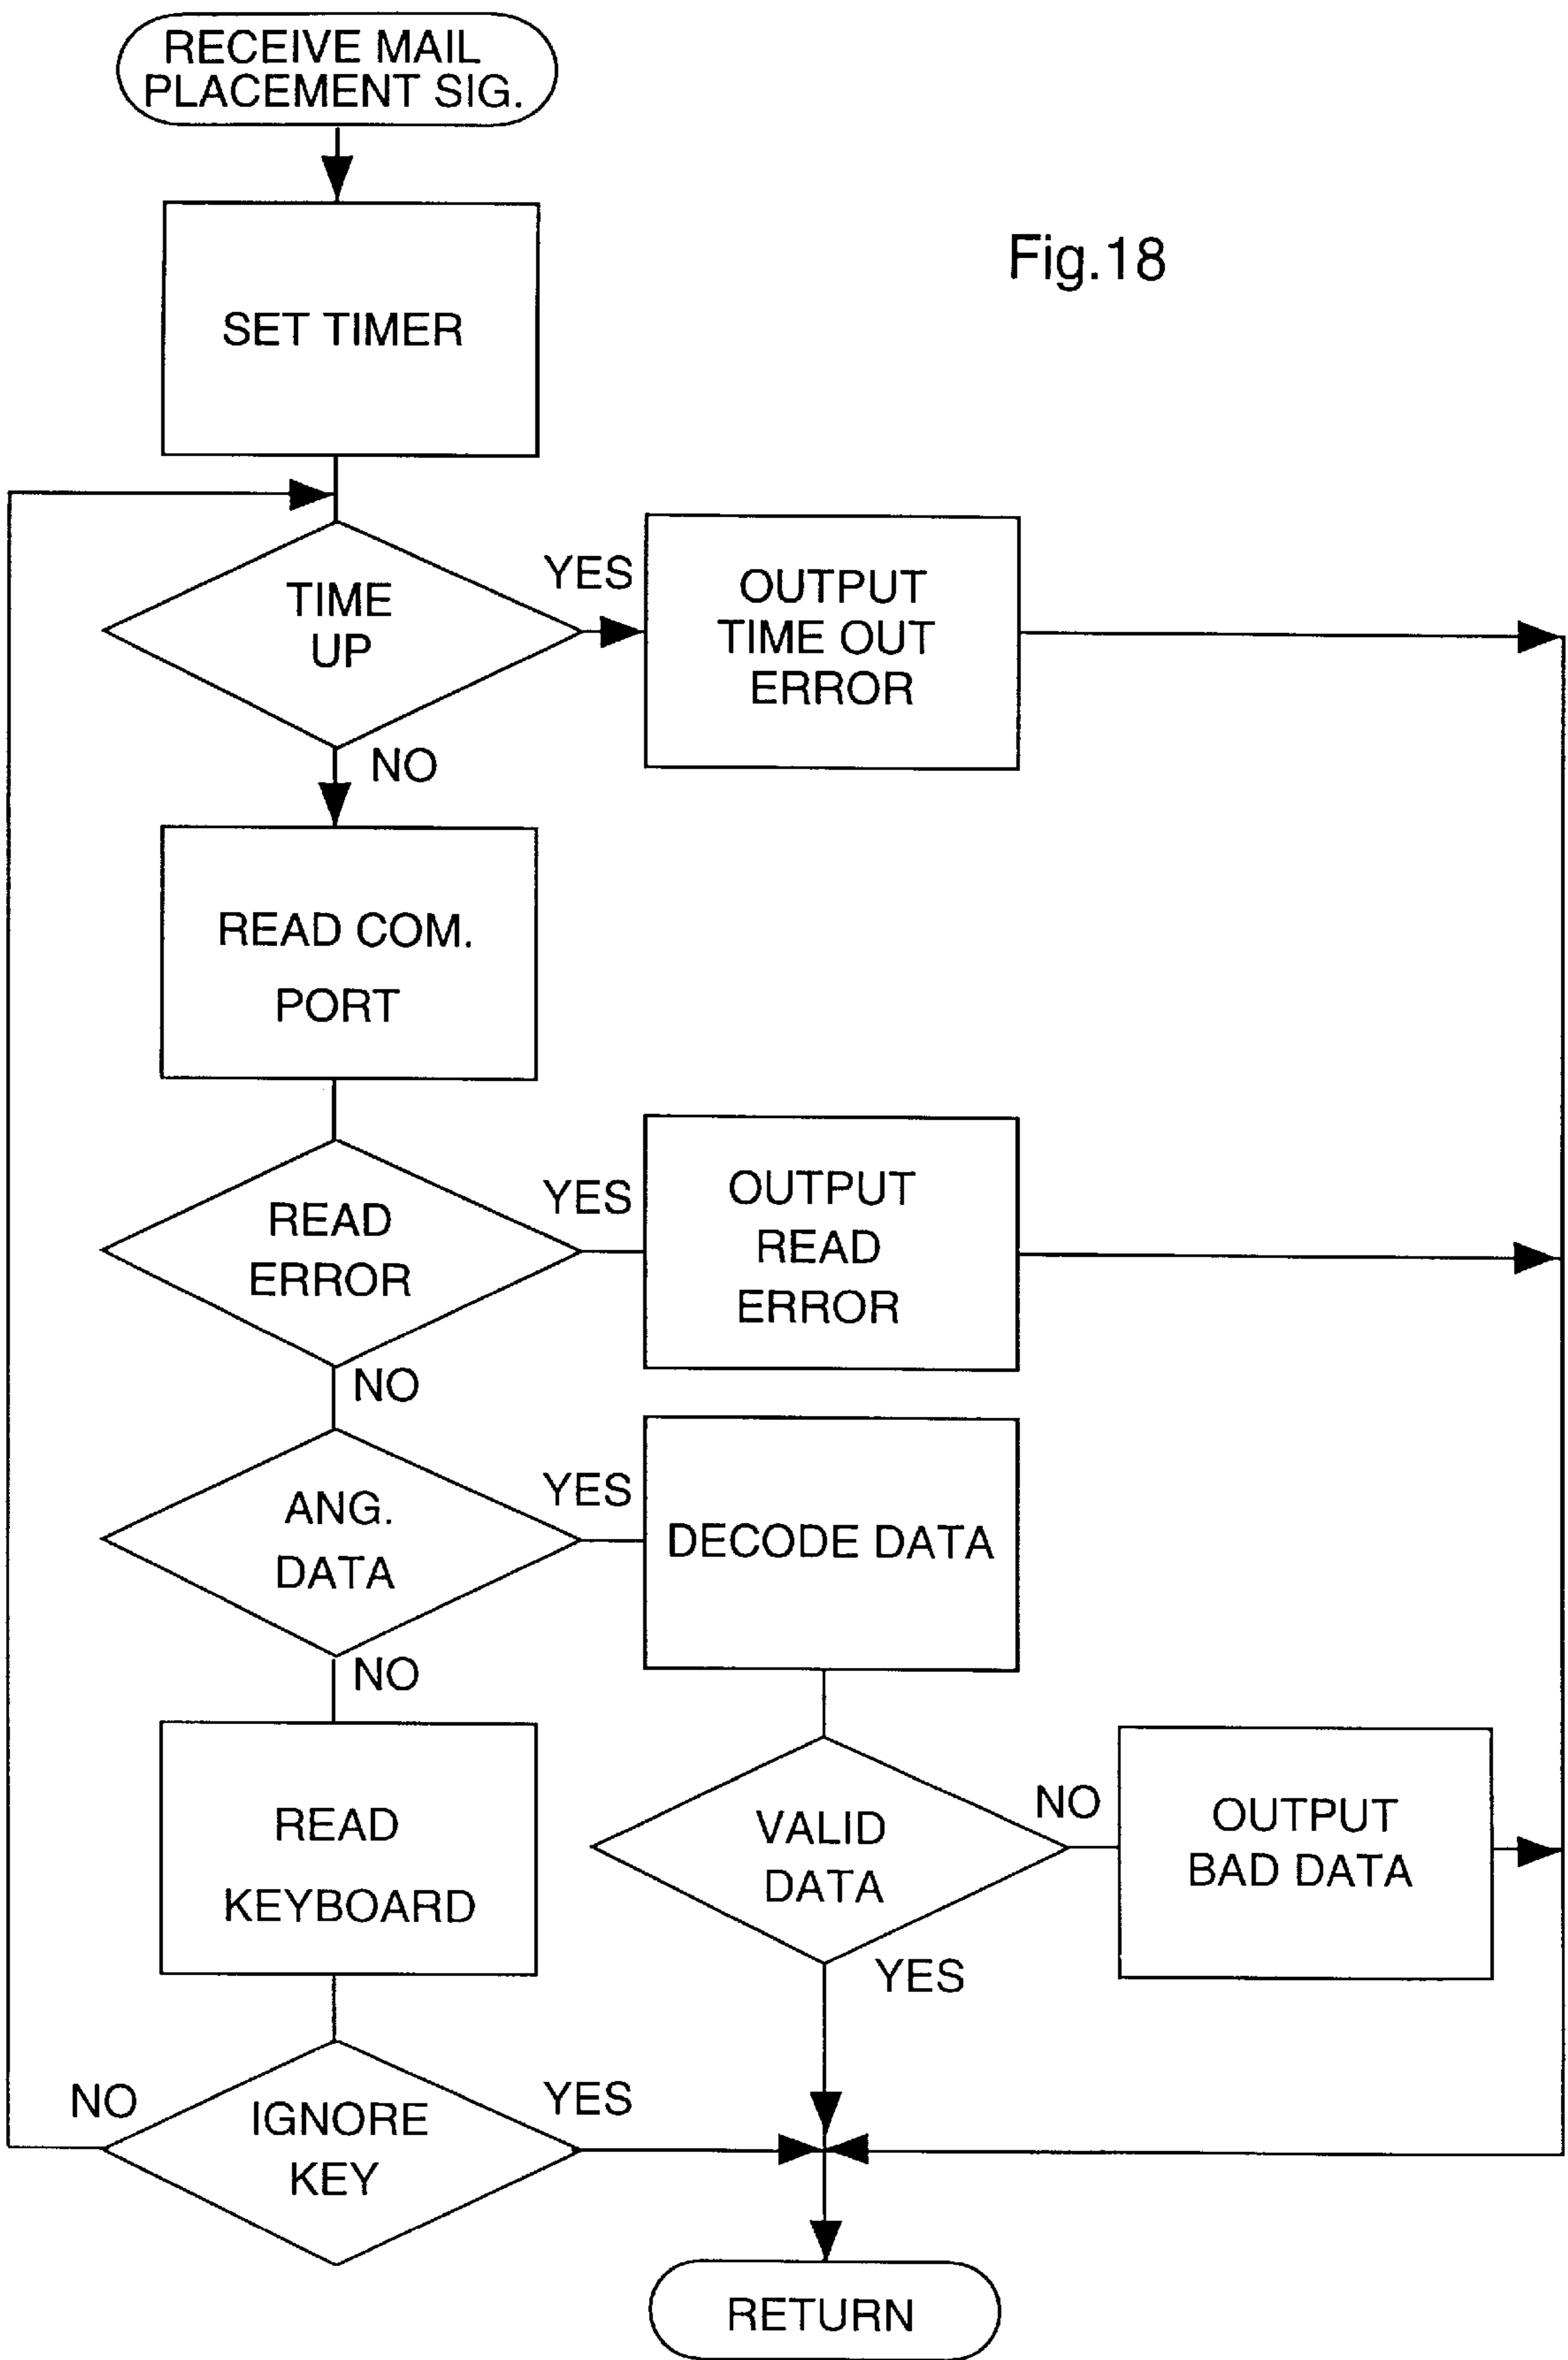 RECEIVE MAIL
PLACEMENT SIG.
Fig.18
SET TIMER
TIME
UP
YES
OUTPUT
TIME OUT
ERROR
NO
READ COM.
PORT
READ
ERROR
YES
OUTPUT
READ
ERROR
NO
ANG.
DATA
YES
DECODE DATA
NO
READ
KEYBOARD
VALID
DATA
NO
OUTPUT
BAD DATA
YES
NO
IGNORE
KEY
YES
RETURN